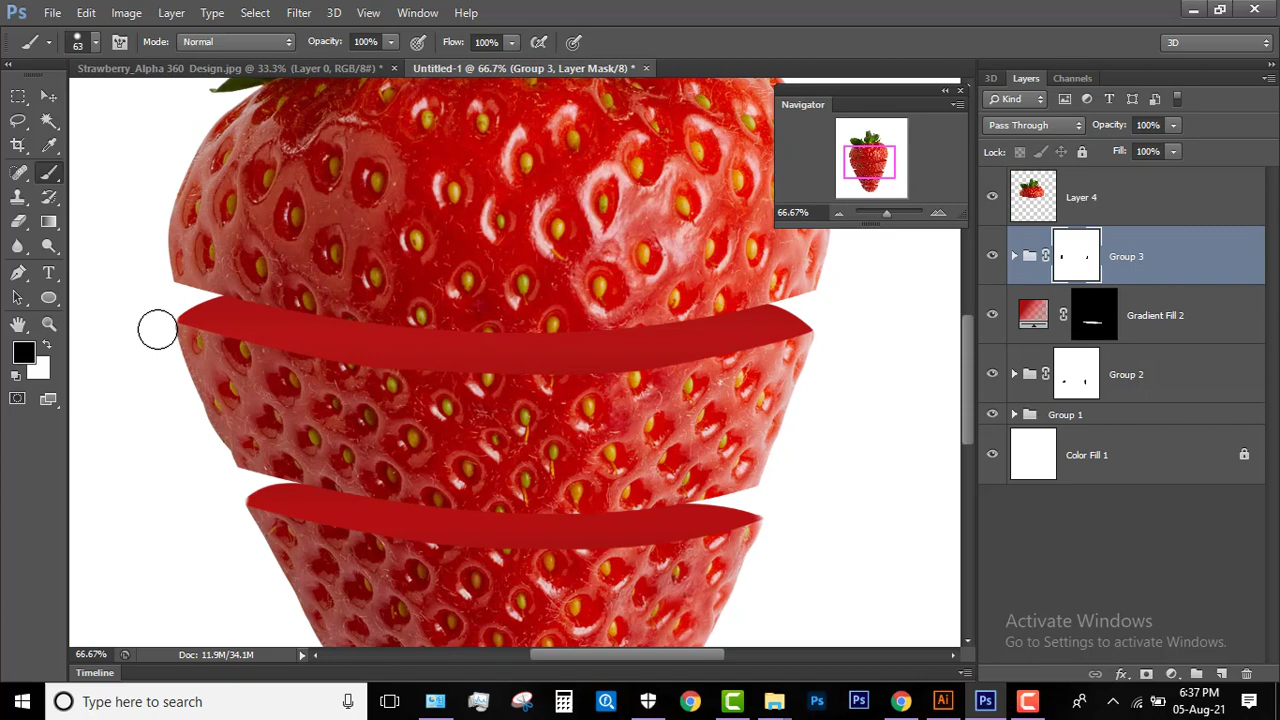 Ps File Edit Image Layer Type Select Filter 3D View Window Help
63 Mode: Normal Opacity: 100% Flow: 100% 3D
Strawberry_Alpha 360 Design.jpg @ 33.3% (Layer 0, RGB/8#) * × Untitled-1 @ 66.7% (Group 3, Layer Mask/8) * ×
3D Layers Channels
Navigator
66.67%
Kind
Pass Through Opacity: 100%
Lock: Fill: 100%
Layer 4
Group 3
Gradient Fill 2
Group 2
Group 1
Color Fill 1
Activate Windows
Go to Settings to activate Windows.
66.67% Doc: 11.9M/34.1M
Timeline
Type here to search
Ps Ps Ai Ps
6:37 PM
05-Aug-21